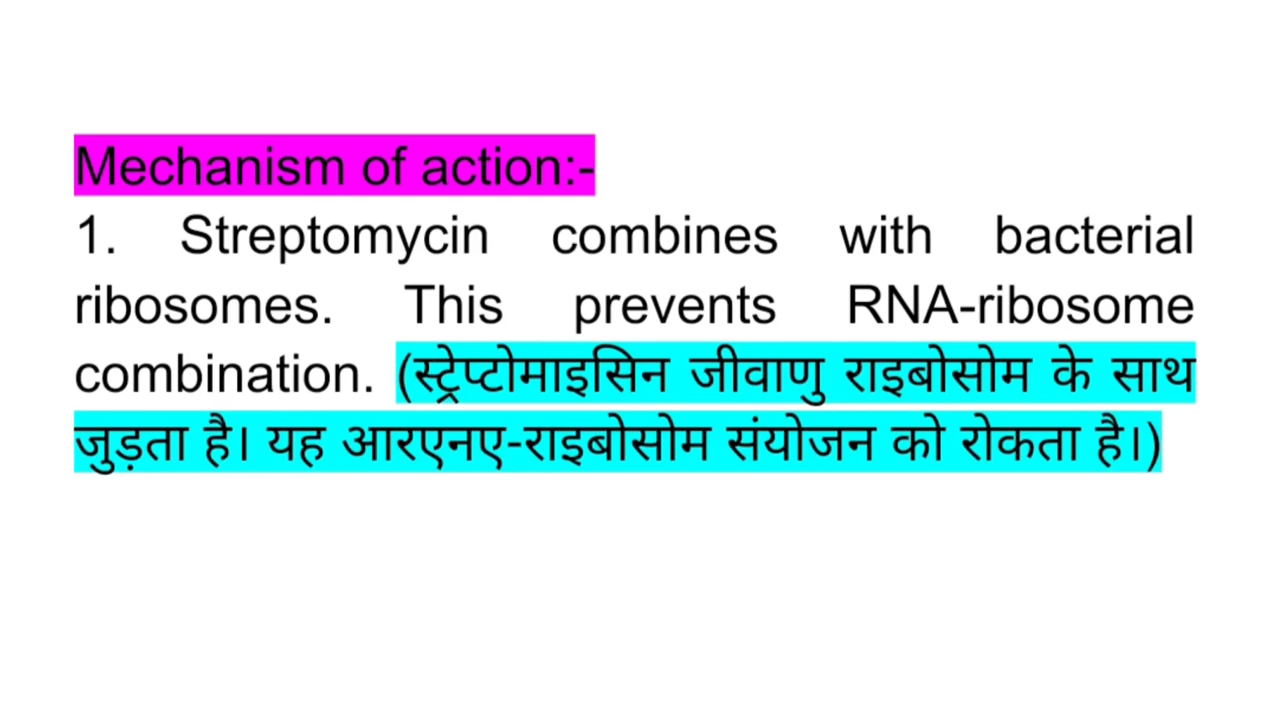 Mechanism of action:-
1. Streptomycin combines with bacterial
ribosomes. This prevents RNA-ribosome
combination. (स्ट्रेप्टोमाइसिन जीवाणु राइबोसोम के साथ
जुड़ता है। यह आरएनए-राइबोसोम संयोजन को रोकता है।)